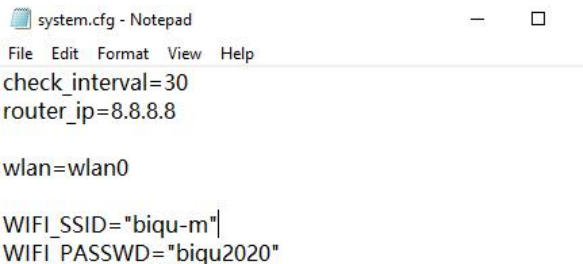 system.cfg - Notepad
File Edit Format View Help
check_interval=30
router_ip=8.8.8.8
wlan=wlan0
WIFI_SSID="biqu-m"
WIFI_PASSWD="biqu2020"